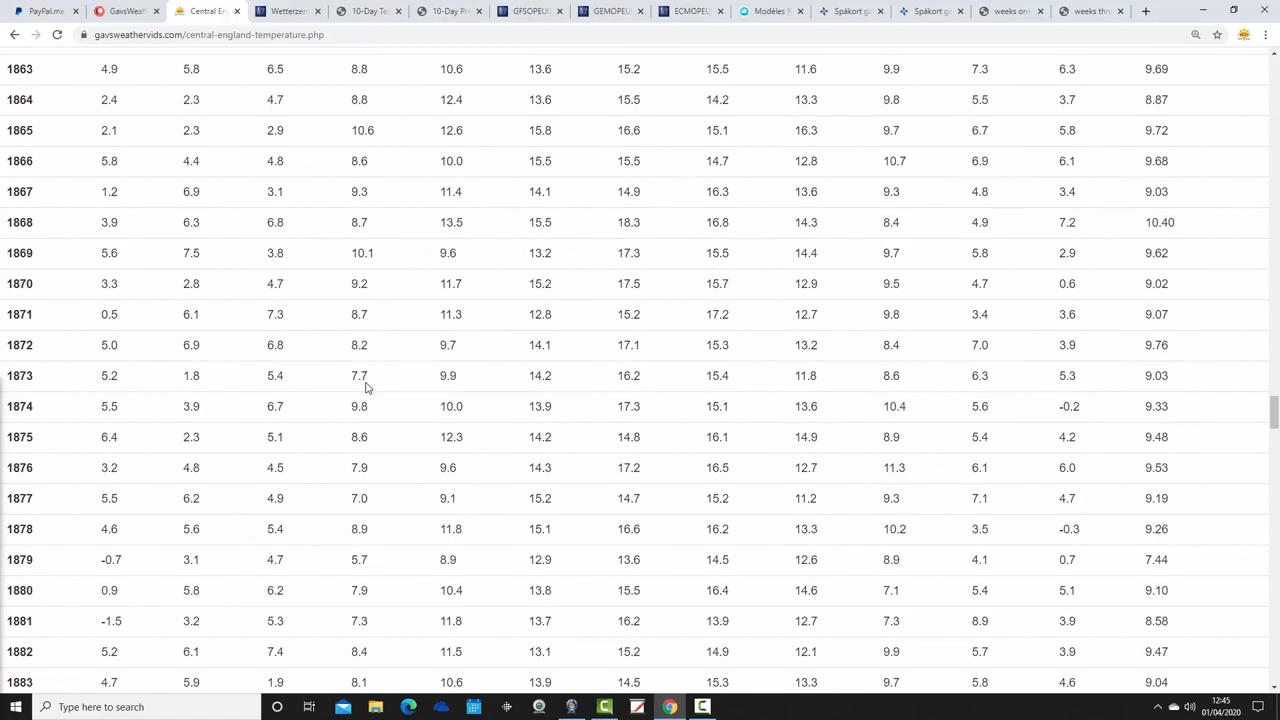 PayPal.me GavsWeath Central En Wetterzen 10-Day Te 10-Day Pr GFSOPEU GEMOPEU ECMOPEU Modèles F Spåkort ga Spåkort ga weeks one weeks thr
gavsweathervids.com/central-england-temperature.php
1863 4.9 5.8 6.5 8.8 10.6 13.6 15.2 15.5 11.6 9.9 7.3 6.3 9.69
1864 2.4 2.3 4.7 8.8 12.4 13.6 15.5 14.2 13.3 9.8 5.5 3.7 8.87
1865 2.1 2.3 2.9 10.6 12.6 15.8 16.6 15.1 16.3 9.7 6.7 5.8 9.72
1866 5.8 4.4 4.8 8.6 10.0 15.5 15.5 14.7 12.8 10.7 6.9 6.1 9.68
1867 1.2 6.9 3.1 9.3 11.4 14.1 14.9 16.3 13.6 9.3 4.8 3.4 9.03
1868 3.9 6.3 6.8 8.7 13.5 15.5 18.3 16.8 14.3 8.4 4.9 7.2 10.40
1869 5.6 7.5 3.8 10.1 9.6 13.2 17.3 15.5 14.4 9.7 5.8 2.9 9.62
1870 3.3 2.8 4.7 9.2 11.7 15.2 17.5 15.7 12.9 9.5 4.7 0.6 9.02
1871 0.5 6.1 7.3 8.7 11.3 12.8 15.2 17.2 12.7 9.8 3.4 3.6 9.07
1872 5.0 6.9 6.8 8.2 9.7 14.1 17.1 15.3 13.2 8.4 7.0 3.9 9.76
1873 5.2 1.8 5.4 7.7 9.9 14.2 16.2 15.4 11.8 8.6 6.3 5.3 9.03
1874 5.5 3.9 6.7 9.8 10.0 13.9 17.3 15.1 13.6 10.4 5.6 -0.2 9.33
1875 6.4 2.3 5.1 8.6 12.3 14.2 14.8 16.1 14.9 8.9 5.4 4.2 9.48
1876 3.2 4.8 4.5 7.9 9.6 14.3 17.2 16.5 12.7 11.3 6.1 6.0 9.53
1877 5.5 6.2 4.9 7.0 9.1 15.2 14.7 15.2 11.2 9.3 7.1 4.7 9.19
1878 4.6 5.6 5.4 8.9 11.8 15.1 16.6 16.2 13.3 10.2 3.5 -0.3 9.26
1879 -0.7 3.1 4.7 5.7 8.9 12.9 13.6 14.5 12.6 8.9 4.1 0.7 7.44
1880 0.9 5.8 6.2 7.9 10.4 13.8 15.5 16.4 14.6 7.1 5.4 5.1 9.10
1881 -1.5 3.2 5.3 7.3 11.8 13.7 16.2 13.9 12.7 7.3 8.9 3.9 8.58
1882 5.2 6.1 7.4 8.4 11.5 13.1 15.2 14.9 12.1 9.9 5.7 3.9 9.47
1883 4.7 5.9 1.9 8.1 10.6 13.9 14.5 15.3 13.3 9.7 5.8 4.6 9.04
Type here to search
12:45
01/04/2020